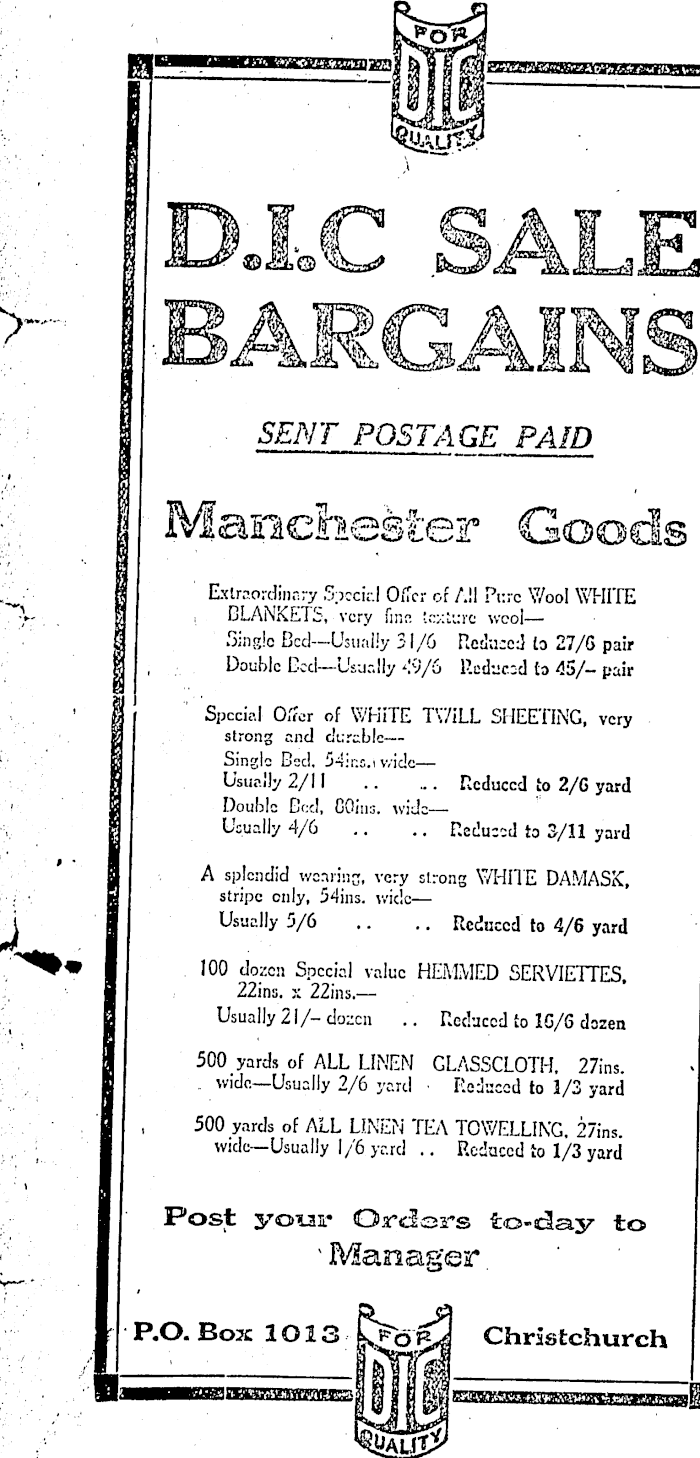 FOR
DIC
QUALITY
D.I.C SALE
BARGAINS
SENT POSTAGE PAID
Manchester Goods
Extraordinary Special Offer of All Pure Wool WHITE
BLANKETS, very fine texture wool—
Single Bed—Usually 31/6 Reduced to 27/6 pair
Double Bed—Usually 49/6 Reduced to 45/– pair
Special Offer of WHITE TWILL SHEETING, very
strong and durable—
Single Bed, 54ins. wide—
Usually 2/11 .. .. Reduced to 2/6 yard
Double Bed, 80ins. wide—
Usually 4/6 .. .. Reduced to 3/11 yard
A splendid wearing, very strong WHITE DAMASK,
stripe only, 54ins. wide—
Usually 5/6 .. .. Reduced to 4/6 yard
100 dozen Special value HEMMED SERVIETTES,
22ins. x 22ins.—
Usually 21/– dozen .. Reduced to 16/6 dozen
500 yards of ALL LINEN GLASSCLOTH, 27ins.
wide—Usually 2/6 yard . Reduced to 1/3 yard
500 yards of ALL LINEN TEA TOWELLING, 27ins.
wide—Usually 1/6 yard .. Reduced to 1/3 yard
Post your Orders to-day to
Manager
P.O. Box 1013 Christchurch
FOR
DIC
QUALITY